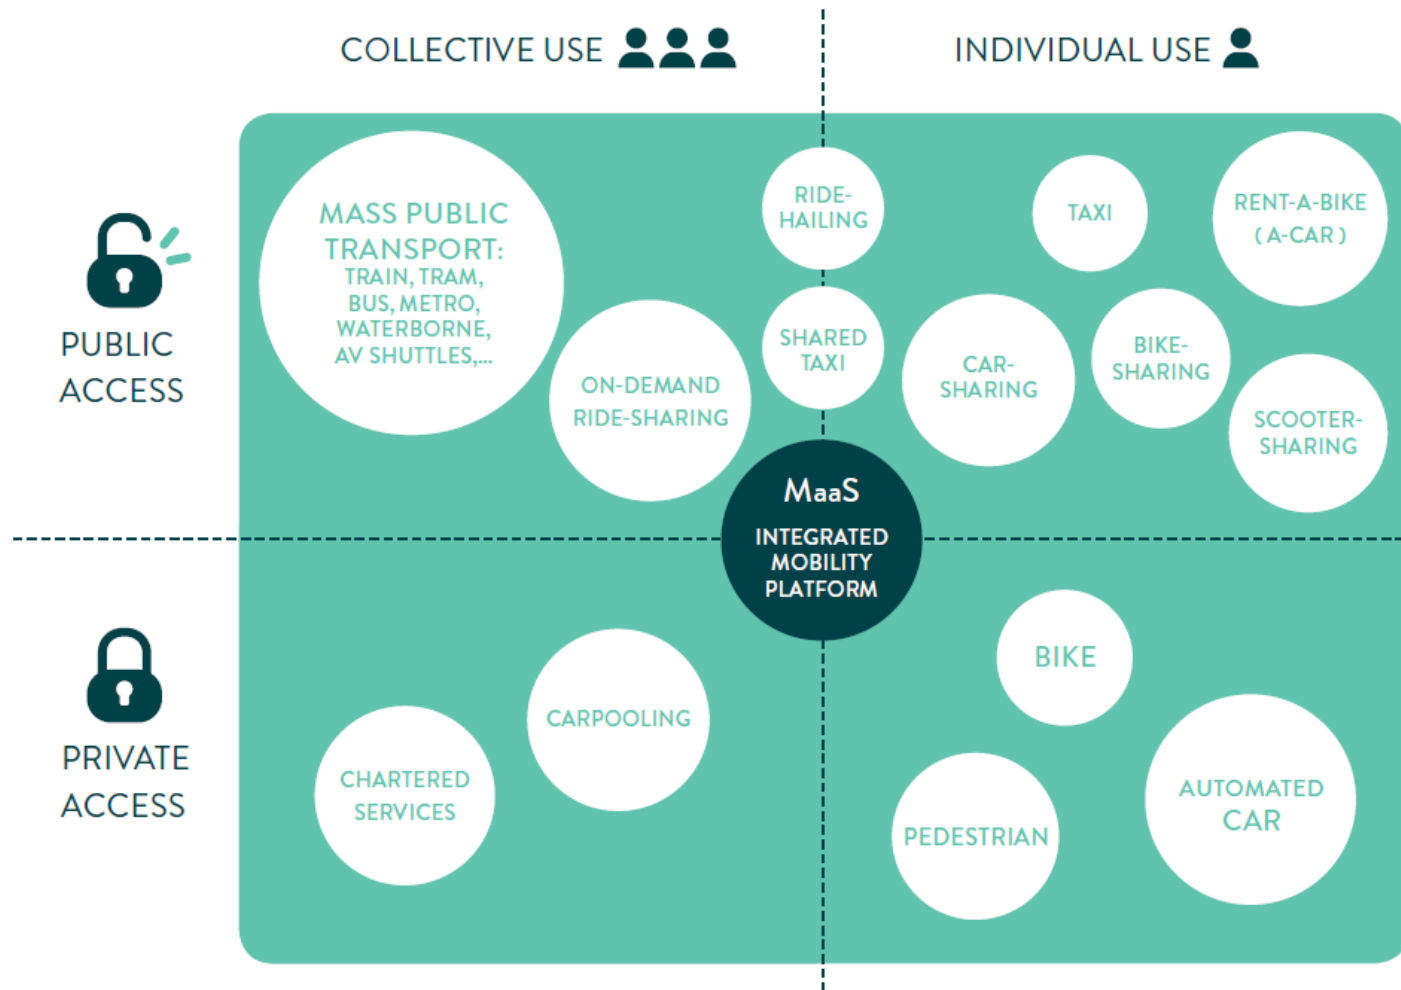 COLLECTIVE USE
INDIVIDUAL USE
PUBLIC
ACCESS
MASS PUBLIC
TRANSPORT:
TRAIN, TRAM,
BUS, METRO,
WATERBORNE,
AV SHUTTLES,...
ON-DEMAND
RIDE-SHARING
RIDE-
HAILING
SHARED
TAXI
TAXI
RENT-A-BIKE
( A-CAR )
CAR-
SHARING
BIKE-
SHARING
SCOOTER-
SHARING
MaaS
INTEGRATED
MOBILITY
PLATFORM
PRIVATE
ACCESS
CHARTERED
SERVICES
CARPOOLING
BIKE
PEDESTRIAN
AUTOMATED
CAR